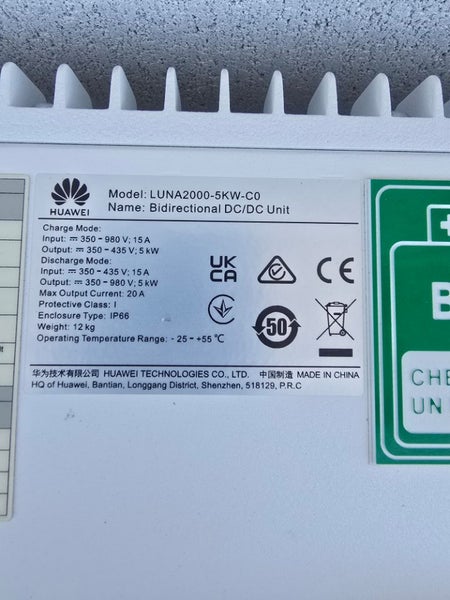 HUAWEI
Model: LUNA2000-5KW-C0
Name: Bidirectional DC/DC Unit
Charge Mode:
Input: ⎓ 350 - 980 V; 15 A
Output: ⎓ 350 - 435 V; 5 kW
Discharge Mode:
Input: ⎓ 350 - 435 V; 15 A
Output: ⎓ 350 - 980 V; 5 kW
Max Output Current: 20 A
Protective Class: I
Enclosure Type: IP66
Weight: 12 kg
Operating Temperature Range: - 25 ~ +55 ℃
UK
CA
CE
50
华为技术有限公司 HUAWEI TECHNOLOGIES CO., LTD. 中国制造 MADE IN CHINA
HQ of Huawei, Bantian, Longgang District, Shenzhen, 518129, P.R.C
B
CHE
UN